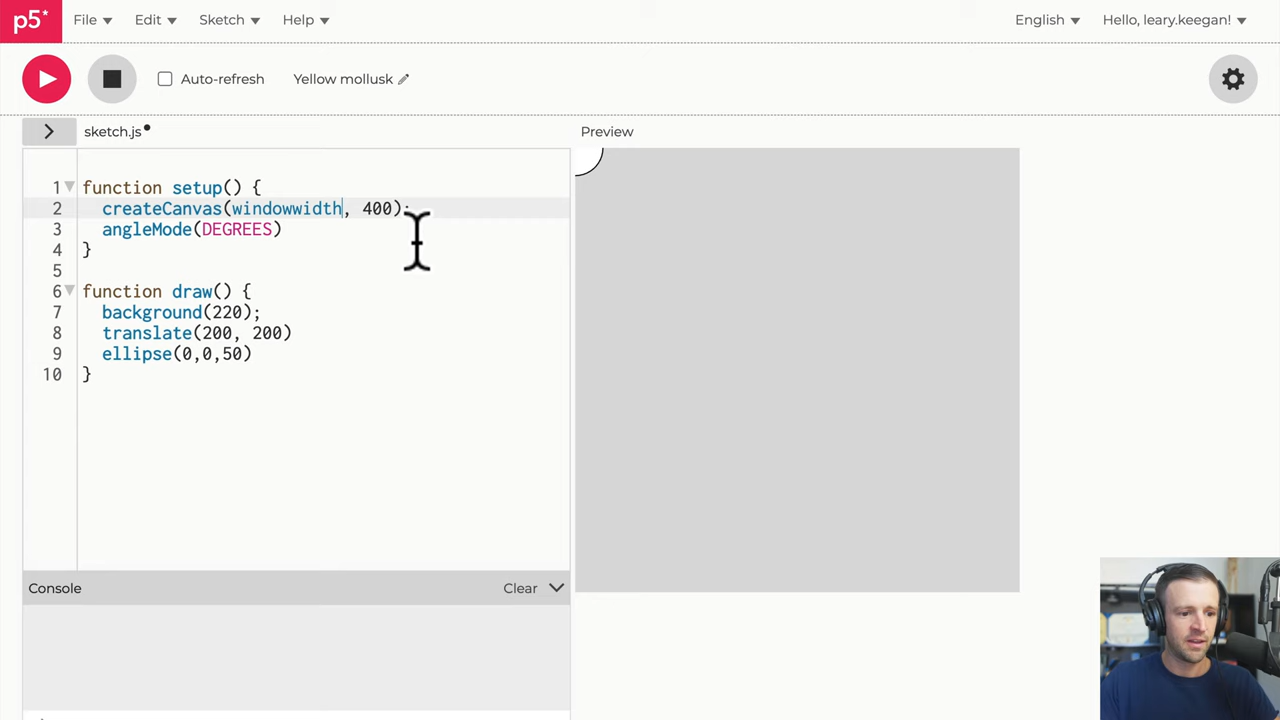 p5* File Edit Sketch Help English Hello, leary.keegan!
Auto-refresh Yellow mollusk
sketch.js Preview
1 function setup() {
2 createCanvas(windowwidth, 400);
3 angleMode(DEGREES)
4 }
5
6 function draw() {
7 background(220);
8 translate(200, 200)
9 ellipse(0,0,50)
10 }
Console Clear